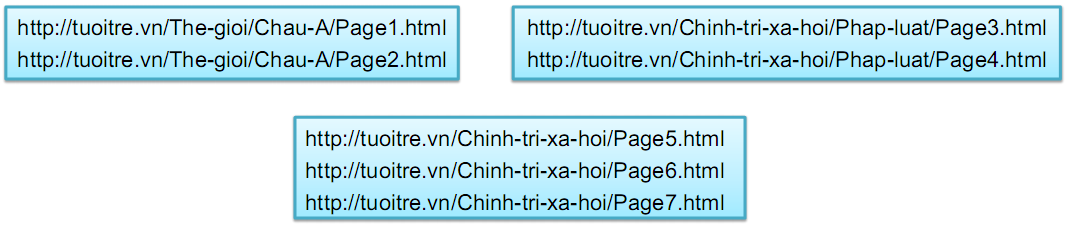 http://tuoitre.vn/The-gioi/Chau-A/Page1.html
http://tuoitre.vn/The-gioi/Chau-A/Page2.html
http://tuoitre.vn/Chinh-tri-xa-hoi/Phap-luat/Page3.html
http://tuoitre.vn/Chinh-tri-xa-hoi/Phap-luat/Page4.html
http://tuoitre.vn/Chinh-tri-xa-hoi/Page5.html
http://tuoitre.vn/Chinh-tri-xa-hoi/Page6.html
http://tuoitre.vn/Chinh-tri-xa-hoi/Page7.html